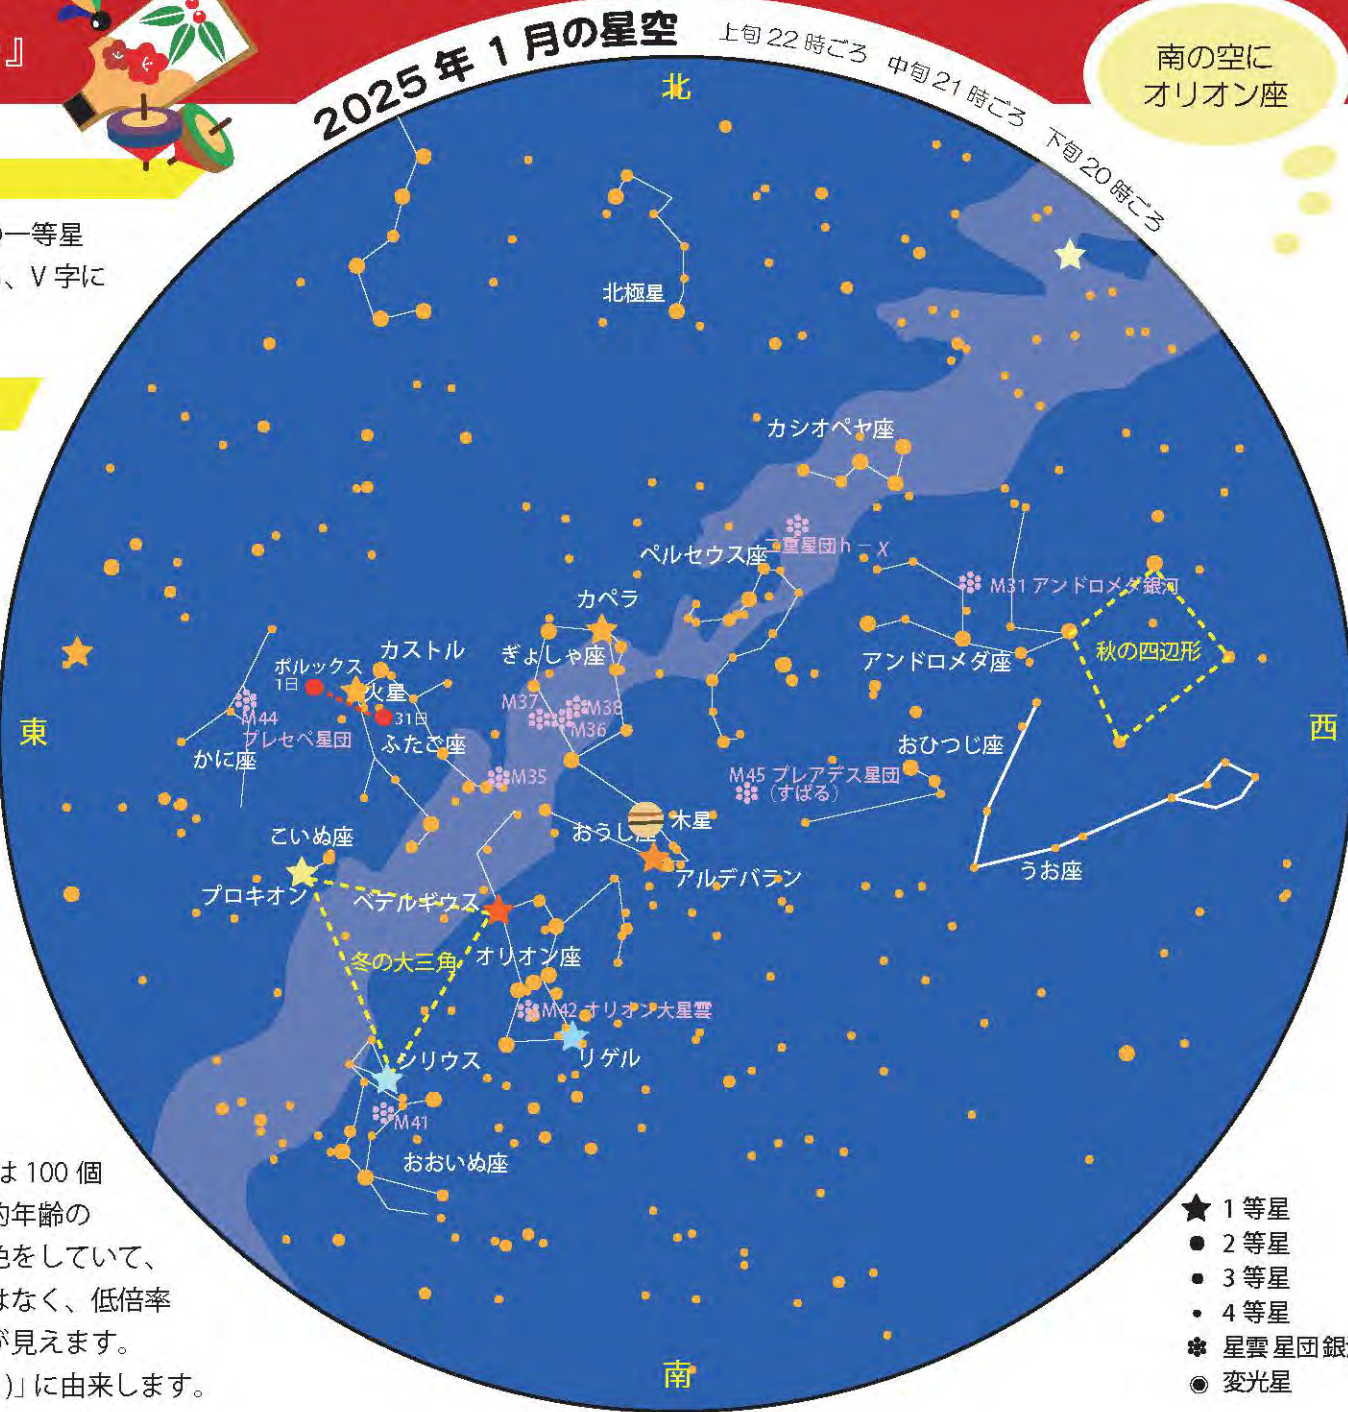 』
2025年1月の星空
上旬22時ごろ 中旬21時ごろ 下旬20時ごろ
南の空に
オリオン座
一等星
、V字に
北
北極星
カシオペヤ座
二重星団h－χ
ペルセウス座
M31 アンドロメダ銀河
カペラ
ぎょしゃ座
アンドロメダ座
秋の四辺形
カストル
ポルックス
1日
火星
31日
ふたご座
M44
プレセペ星団
かに座
M37
M38
M36
東
西
おひつじ座
M35
M45 プレアデス星団
（すばる）
木星
おうし座
アルデバラン
うお座
こいぬ座
プロキオン
ベテルギウス
冬の大三角
オリオン座
M42 オリオン大星雲
シリウス
リゲル
M41
おおいぬ座
南
は100個
的年齢の
色をしていて、
はなく、低倍率
が見えます。
)」に由来します。
1等星
2等星
3等星
4等星
星雲 星団 銀
変光星